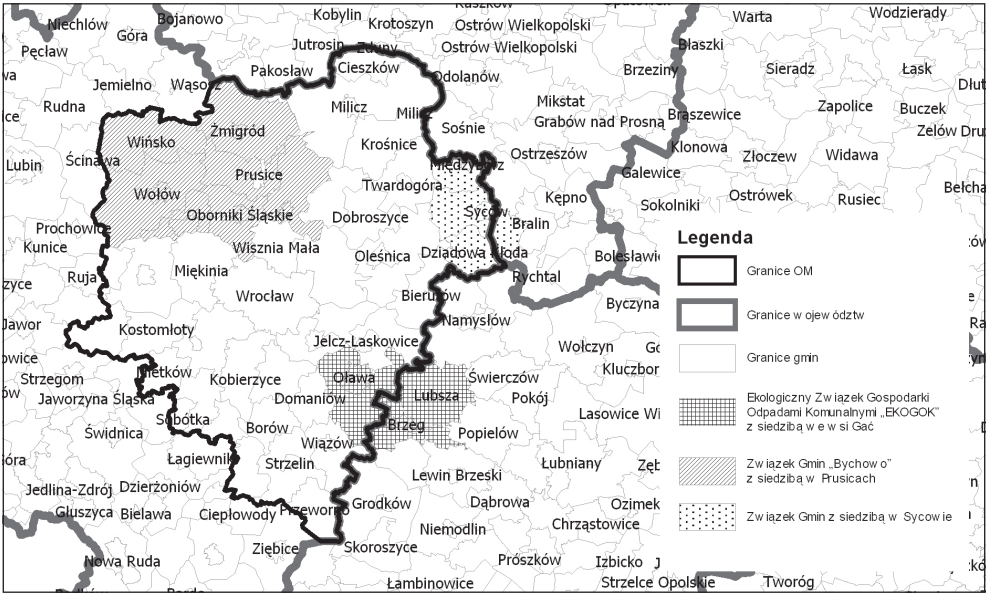 Kobylin
Krotoszyn
Warta
Wodzierady
Niechlów
Bojanowo
Góra
Jutrosin
Zduny
Ostrów Wielkopolski
Ostrów Wielkopolski
Błaszki
Pęcław
Pakosław
Cieszków
Odolanów
Brzeziny
Sieradz
Łask
Jemielno
Wąsosz
Rudna
Milicz
Milicz
Mikstat
Zapolice
Buczek
Sośnie
Grabów nad Prosną
Brąszewice
Zelów
Wińsko
Żmigród
Krośnice
Ostrzeszów
Klonowa
Złoczew
Widawa
Lubin
Ścinawa
Międzybórz
Galewice
Prusice
Twardogóra
Kępno
Sokolniki
Ostrówek
Rusiec
Wołów
Oborniki Śląskie
Dobroszyce
Syców
Bralin
Prochowice
Kunice
Wisznia Mała
Oleśnica
Dziadowa Kłoda
Ruja
Miękinia
Rychtal
Wrocław
Bierutów
Byczyna
Namysłów
Jawor
Kostomłoty
Jelcz-Laskowice
Wołczyn
Mietków
Kobierzyce
Oława
Świerczów
Strzegom
Jaworzyna Śląska
Domaniów
Lubsza
Pokój
Sobótka
Borów
Brzeg
Świdnica
Wiązów
Popielów
Łagiewniki
Strzelin
Lewin Brzeski
Łubniany
Jedlina-Zdrój
Dzierżoniów
Grodków
Dąbrowa
Ozimek
Głuszyca
Bielawa
Ciepłowody
Przeworno
Niemodlin
Chrząstowice
Ziębice
Skoroszyce
Nowa Ruda
Prószków
Izbicko
Łambinowice
Strzelce Opolskie
Tworóg
Legenda
Granice OM
Granice województw
Granice gmin
Ekologiczny Związek Gospodarki
Odpadami Komunalnymi „EKOGOK”
z siedzibą we wsi Gać
Związek Gmin „Bychowo”
z siedzibą w Prusicach
Związek Gmin z siedzibą w Sycowie